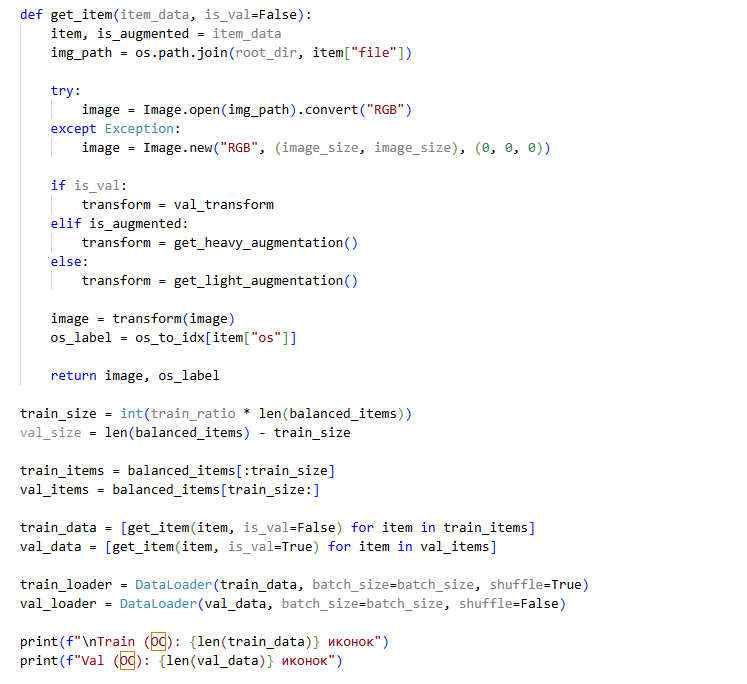 def get_item(item_data, is_val=False):
    item, is_augmented = item_data
    img_path = os.path.join(root_dir, item["file"])

    try:
        image = Image.open(img_path).convert("RGB")
    except Exception:
        image = Image.new("RGB", (image_size, image_size), (0, 0, 0))

    if is_val:
        transform = val_transform
    elif is_augmented:
        transform = get_heavy_augmentation()
    else:
        transform = get_light_augmentation()

    image = transform(image)
    os_label = os_to_idx[item["os"]]

    return image, os_label

train_size = int(train_ratio * len(balanced_items))
val_size = len(balanced_items) - train_size

train_items = balanced_items[:train_size]
val_items = balanced_items[train_size:]

train_data = [get_item(item, is_val=False) for item in train_items]
val_data = [get_item(item, is_val=True) for item in val_items]

train_loader = DataLoader(train_data, batch_size=batch_size, shuffle=True)
val_loader = DataLoader(val_data, batch_size=batch_size, shuffle=False)

print(f"\nTrain (ОС): {len(train_data)} иконок")
print(f"Val (ОС): {len(val_data)} иконок")